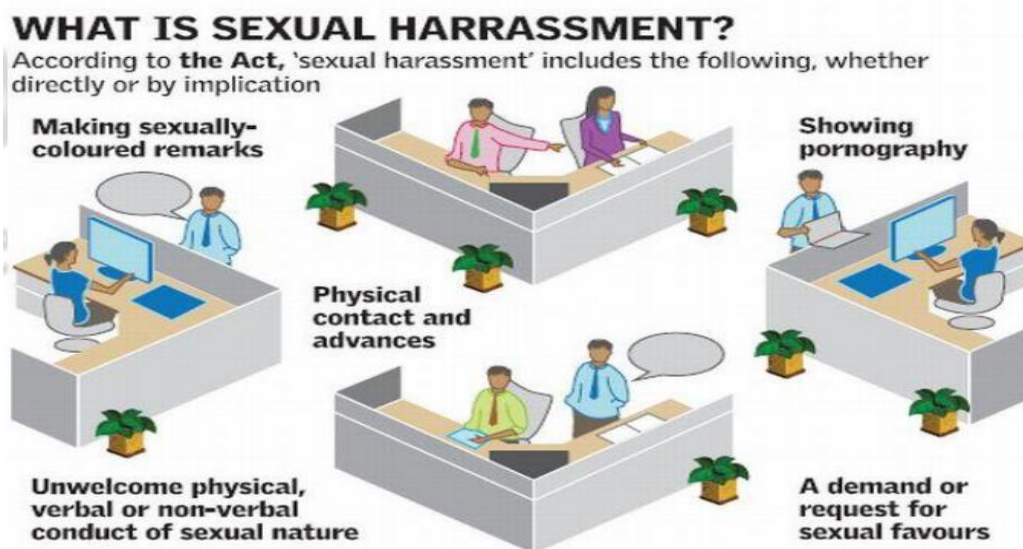 WHAT IS SEXUAL HARRASSMENT?
According to the Act, ‘sexual harassment’ includes the following, whether
directly or by implication
Making sexually-
coloured remarks
Showing
pornography
Physical
contact and
advances
Unwelcome physical,
verbal or non-verbal
conduct of sexual nature
A demand or
request for
sexual favours